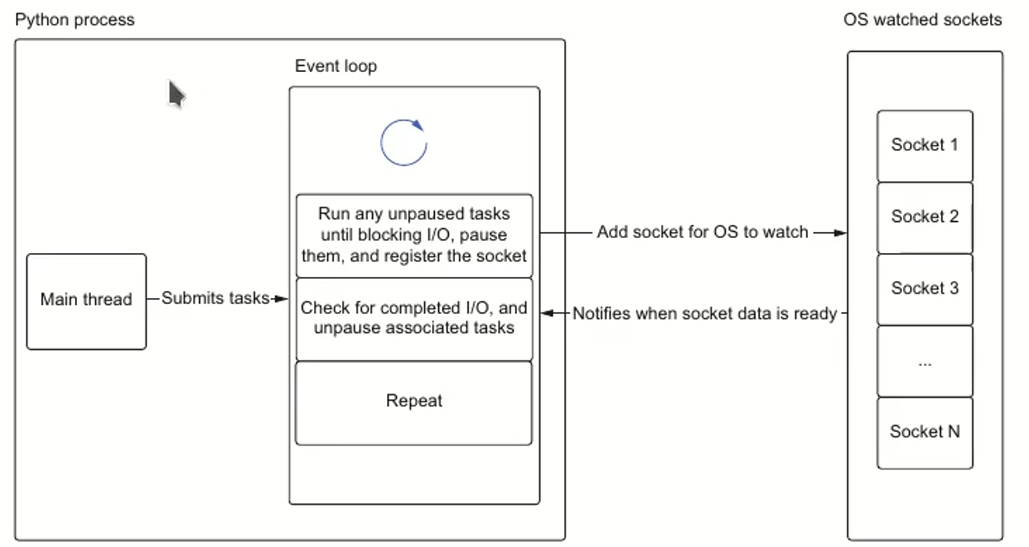 Python process
OS watched sockets
Event loop
Run any unpaused tasks
until blocking I/O, pause
them, and register the socket
Main thread
Submits tasks
Check for completed I/O, and
unpause associated tasks
Repeat
Add socket for OS to watch
Notifies when socket data is ready
Socket 1
Socket 2
Socket 3
...
Socket N